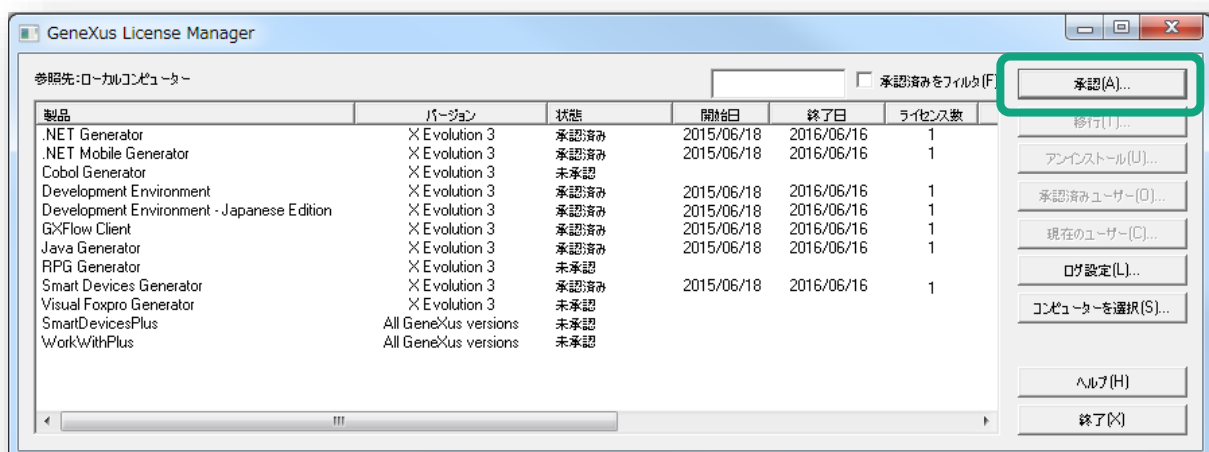 GeneXus License Manager
参照先:ローカルコンピューター
承認済みをフィルタ(F)
承認(A)...
製品 バージョン 状態 開始日 終了日 ライセンス数
移行(T)...
.NET Generator X Evolution 3 承認済み 2015/06/18 2016/06/16 1
.NET Mobile Generator X Evolution 3 承認済み 2015/06/18 2016/06/16 1
アンインストール(U)...
Cobol Generator X Evolution 3 未承認
Development Environment X Evolution 3 承認済み 2015/06/18 2016/06/16 1
承認済みユーザー(O)...
Development Environment - Japanese Edition X Evolution 3 承認済み 2015/06/18 2016/06/16 1
GXFlow Client X Evolution 3 承認済み 2015/06/18 2016/06/16 1
現在のユーザー(C)...
Java Generator X Evolution 3 承認済み 2015/06/18 2016/06/16 1
RPG Generator X Evolution 3 未承認
ログ設定(L)...
Smart Devices Generator X Evolution 3 承認済み 2015/06/18 2016/06/16 1
Visual Foxpro Generator X Evolution 3 未承認
コンピューターを選択(S)...
SmartDevicesPlus All GeneXus versions 未承認
WorkWithPlus All GeneXus versions 未承認
ヘルプ(H)
終了(X)